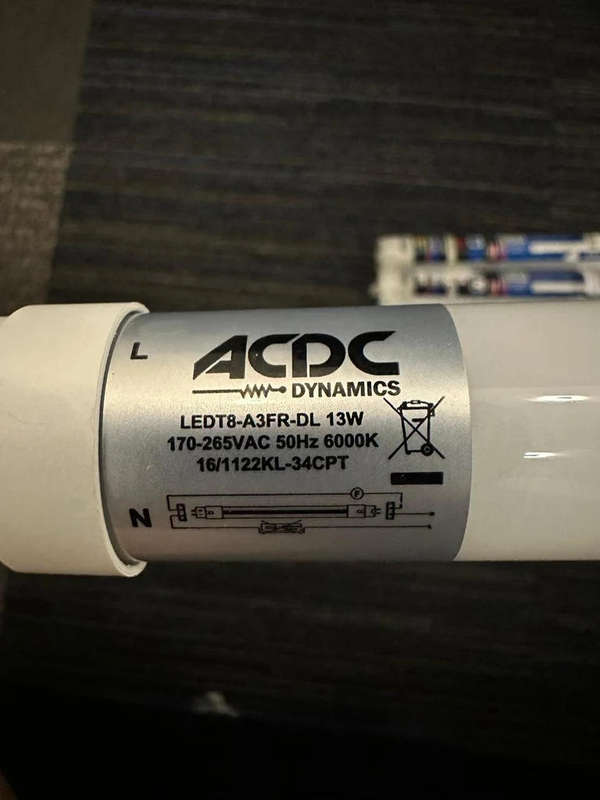 L
ACDC
DYNAMICS
LEDT8-A3FR-DL 13W
170-265VAC 50Hz 6000K
16/1122KL-34CPT
F
N